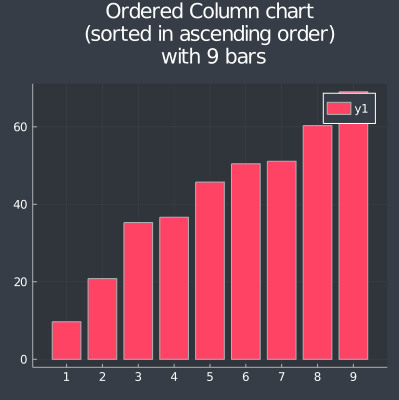 Ordered Column chart
(sorted in ascending order)
with 9 bars
y1
60
40
20
0
1 2 3 4 5 6 7 8 9